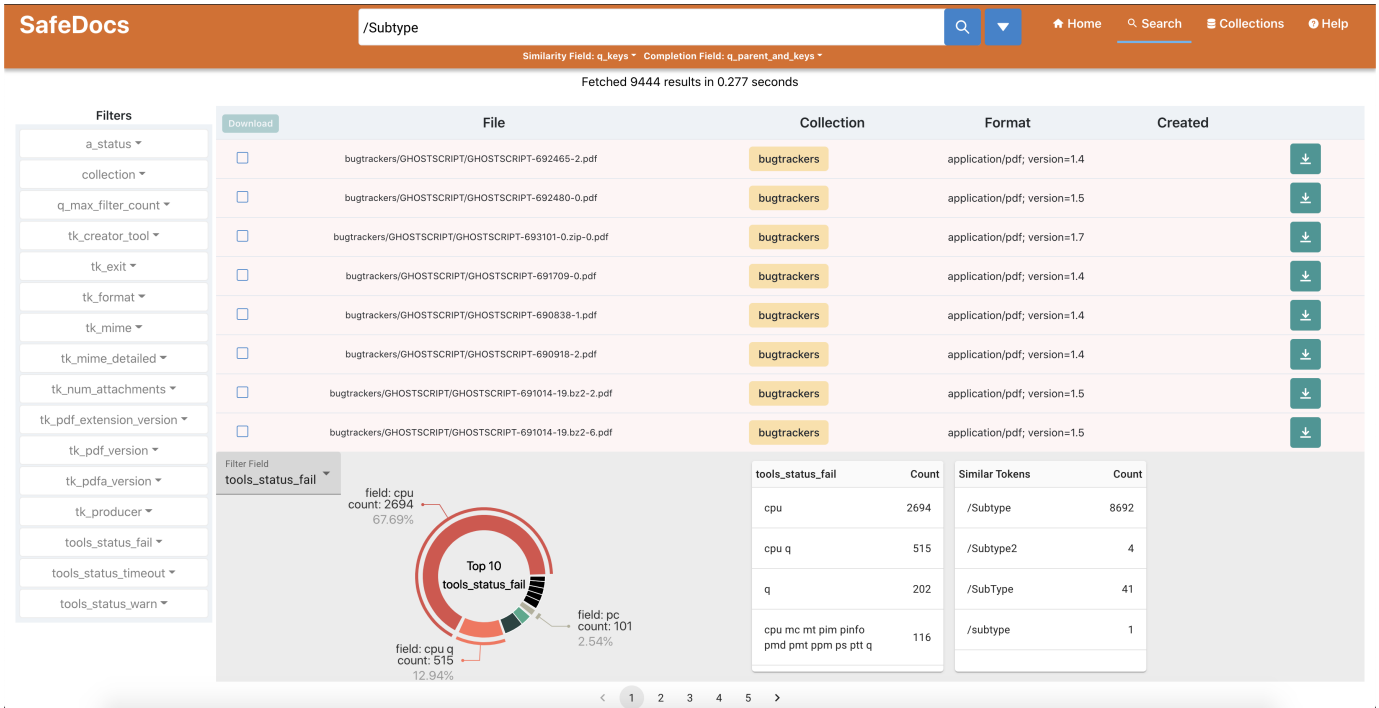 SafeDocs
/Subtype
Home
Search
Collections
Help
Similarity Field: q_keys Completion Field: q_parent_and_keys
Fetched 9444 results in 0.277 seconds
Filters
a_status
collection
q_max_filter_count
tk_creator_tool
tk_exit
tk_format
tk_mime
tk_mime_detailed
tk_num_attachments
tk_pdf_extension_version
tk_pdf_version
tk_pdfa_version
tk_producer
tools_status_fail
tools_status_timeout
tools_status_warn
Download File Collection Format Created
bugtrackers/GHOSTSCRIPT/GHOSTSCRIPT-692465-2.pdf bugtrackers application/pdf; version=1.4
bugtrackers/GHOSTSCRIPT/GHOSTSCRIPT-692480-0.pdf bugtrackers application/pdf; version=1.5
bugtrackers/GHOSTSCRIPT/GHOSTSCRIPT-693101-0.zip-0.pdf bugtrackers application/pdf; version=1.7
bugtrackers/GHOSTSCRIPT/GHOSTSCRIPT-691709-0.pdf bugtrackers application/pdf; version=1.4
bugtrackers/GHOSTSCRIPT/GHOSTSCRIPT-690838-1.pdf bugtrackers application/pdf; version=1.4
bugtrackers/GHOSTSCRIPT/GHOSTSCRIPT-690918-2.pdf bugtrackers application/pdf; version=1.4
bugtrackers/GHOSTSCRIPT/GHOSTSCRIPT-691014-19.bz2-2.pdf bugtrackers application/pdf; version=1.5
bugtrackers/GHOSTSCRIPT/GHOSTSCRIPT-691014-19.bz2-6.pdf bugtrackers application/pdf; version=1.5
Filter Field
tools_status_fail
field: cpu
count: 2694
67.69%
Top 10
tools_status_fail
field: pc
count: 101
2.54%
field: cpu q
count: 515
12.94%
tools_status_fail Count
cpu 2694
cpu q 515
q 202
cpu mc mt pim pinfo
pmd pmt ppm ps ptt q 116
Similar Tokens Count
/Subtype 8692
/Subtype2 4
/SubType 41
/subtype 1
< 1 2 3 4 5 >